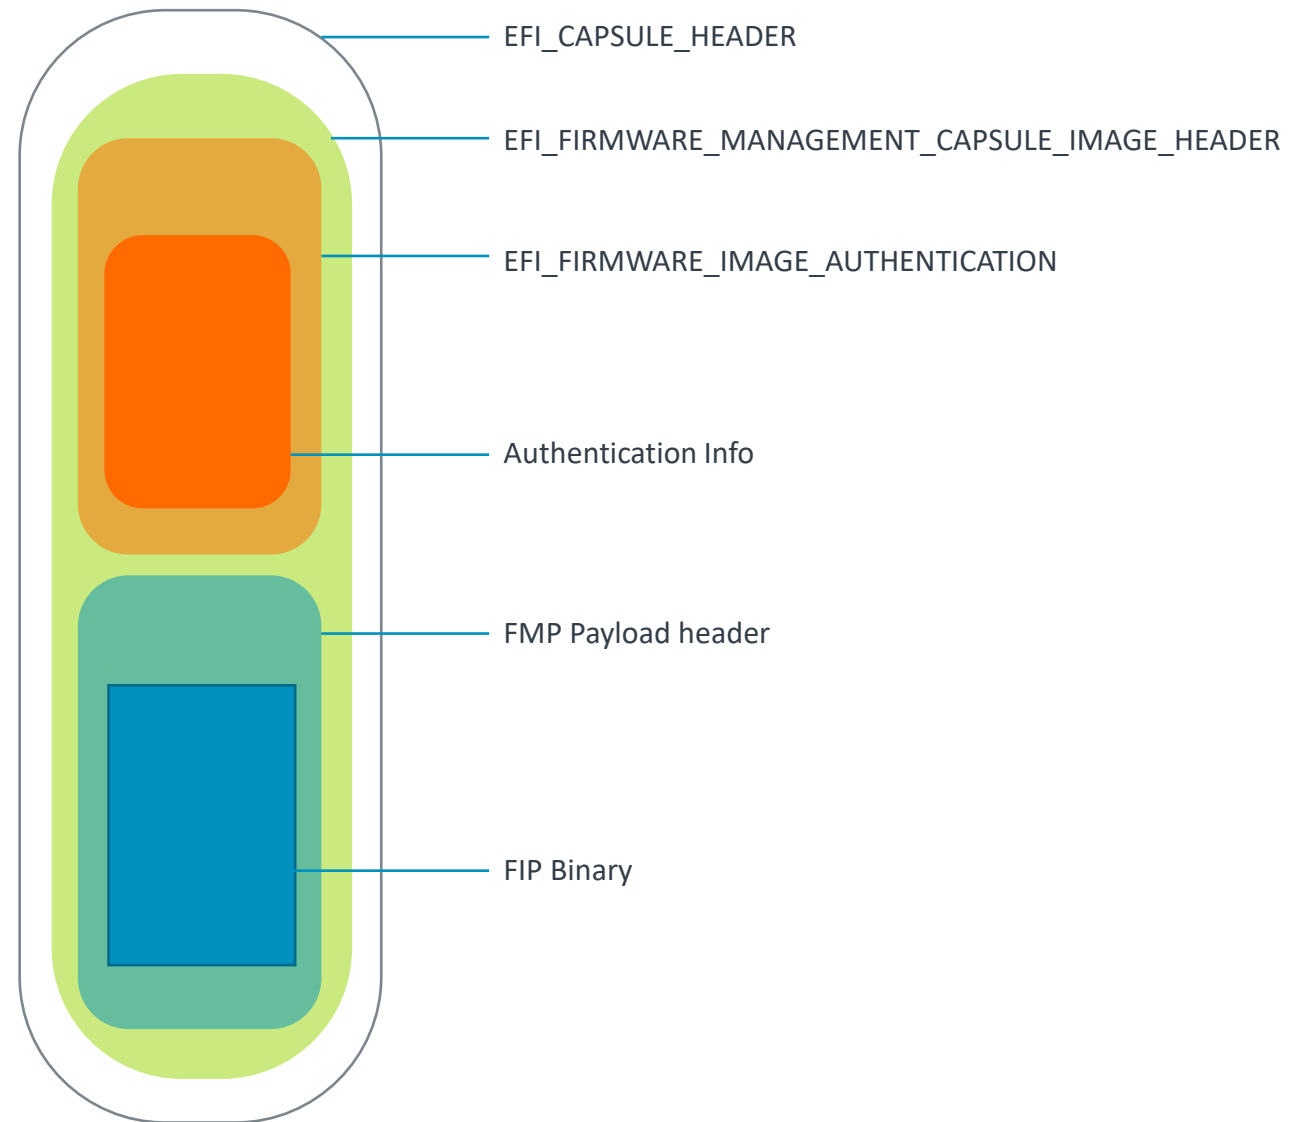 EFI_CAPSULE_HEADER
EFI_FIRMWARE_MANAGEMENT_CAPSULE_IMAGE_HEADER
EFI_FIRMWARE_IMAGE_AUTHENTICATION
Authentication Info
FMP Payload header
FIP Binary